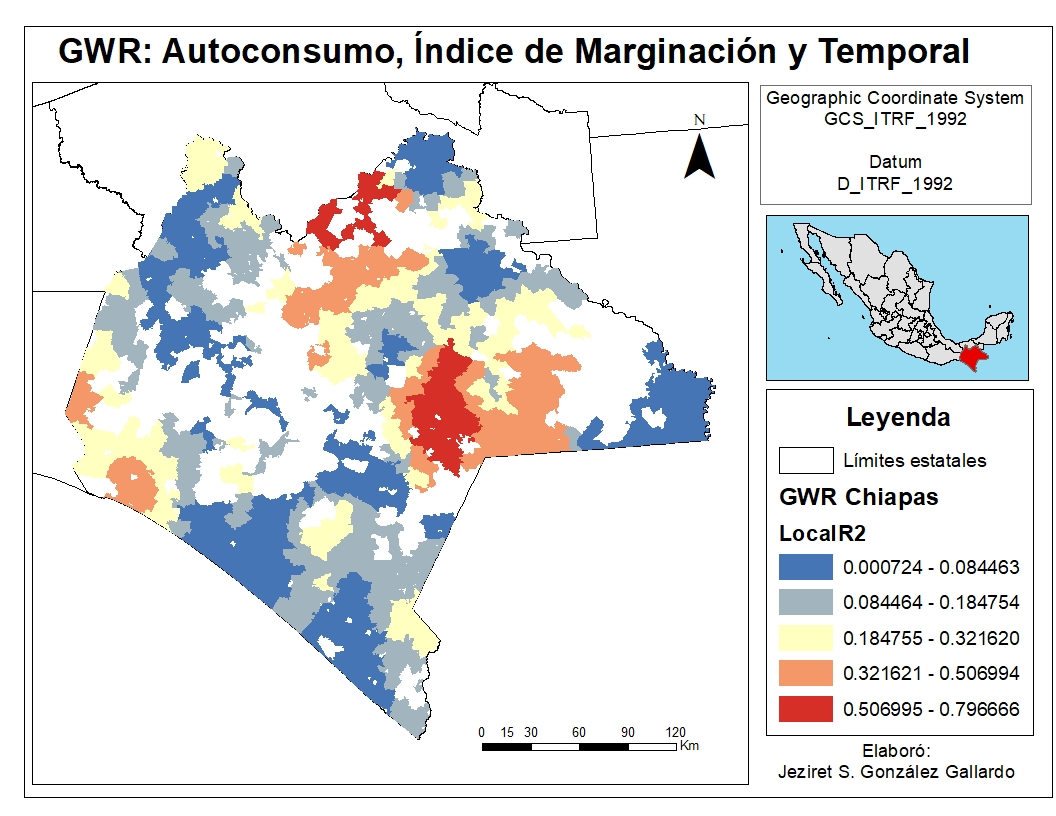 GWR: Autoconsumo, Índice de Marginación y Temporal
Geographic Coordinate System
GCS_ITRF_1992
Datum
D_ITRF_1992
N
Leyenda
Límites estatales
GWR Chiapas
LocalR2
0.000724 - 0.084463
0.084464 - 0.184754
0.184755 - 0.321620
0.321621 - 0.506994
0.506995 - 0.796666
0 15 30 60 90 120
Km
Elaboró:
Jeziret S. González Gallardo